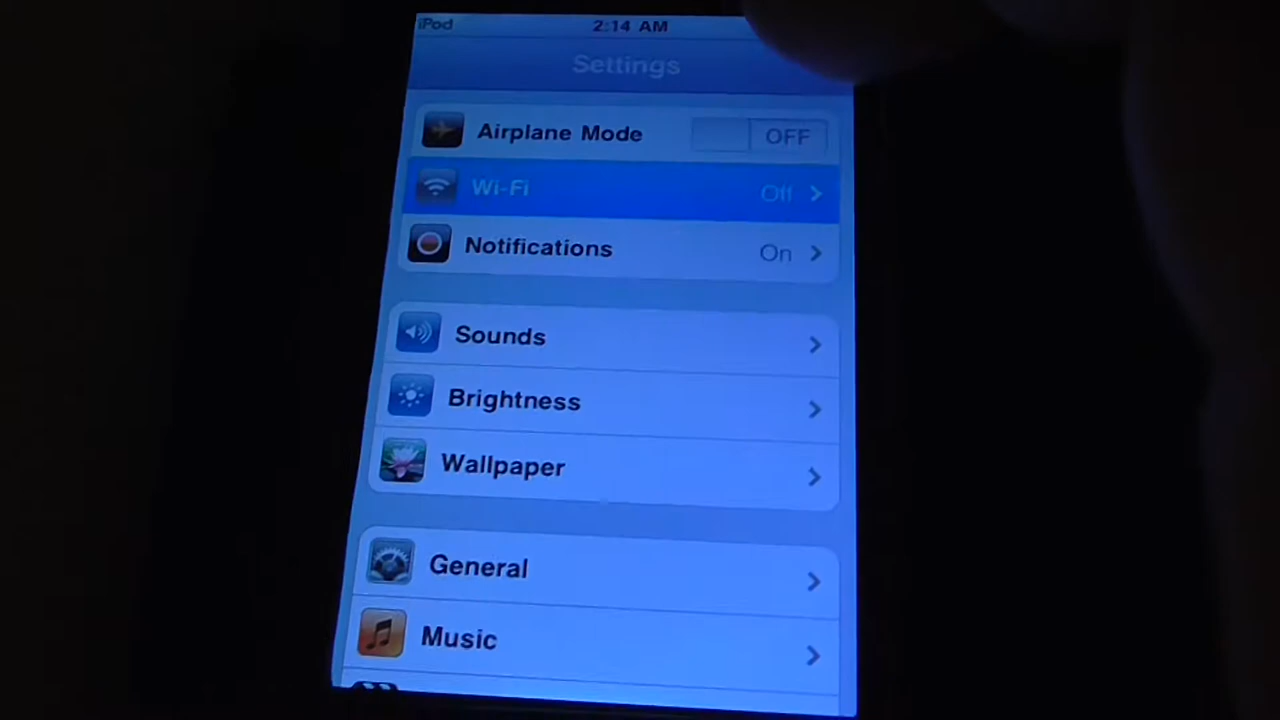 iPod 2:14 AM
Settings
Airplane Mode OFF
Wi-Fi Off
Notifications On
Sounds
Brightness
Wallpaper
General
Music